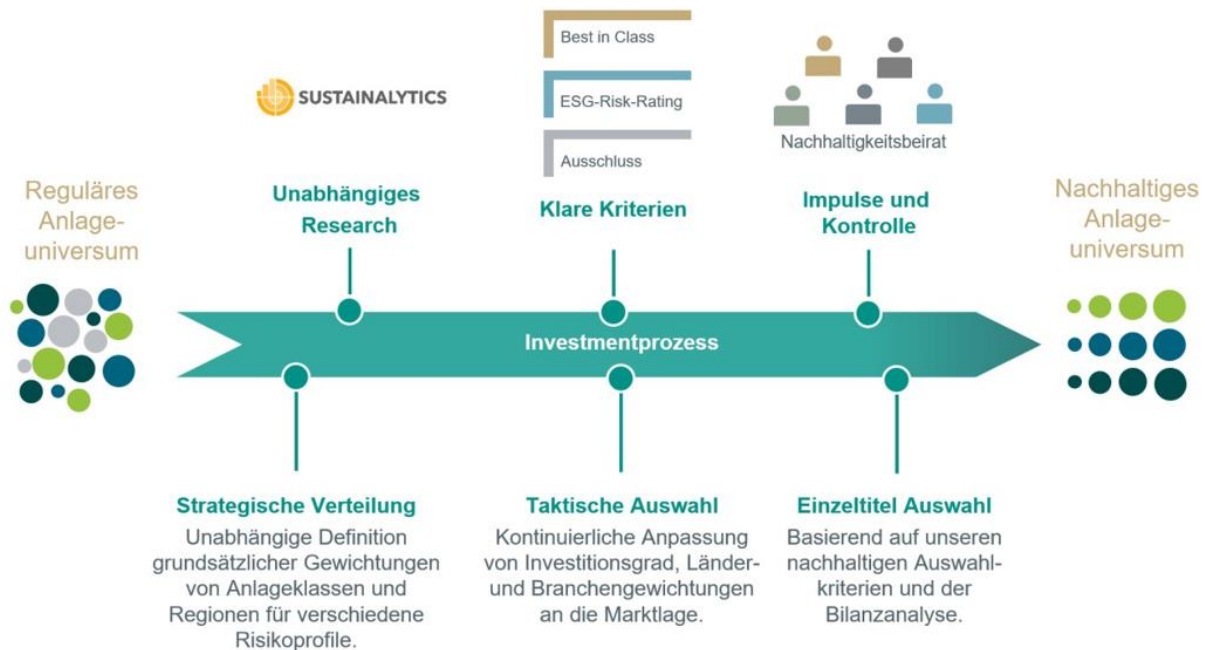 Best in Class
SUSTAINALYTICS
ESG-Risk-Rating
Ausschluss
Nachhaltigkeitsbeirat
Reguläres
Anlage-
universum
Unabhängiges
Research
Klare Kriterien
Impulse und
Kontrolle
Nachhaltiges
Anlage-
universum
Investmentprozess
Strategische Verteilung
Unabhängige Definition
grundsätzlicher Gewichtungen
von Anlageklassen und
Regionen für verschiedene
Risikoprofile.
Taktische Auswahl
Kontinuierliche Anpassung
von Investitionsgrad, Länder-
und Branchengewichtungen
an die Marktlage.
Einzeltitel Auswahl
Basierend auf unseren
nachhaltigen Auswahl-
kriterien und der
Bilanzanalyse.